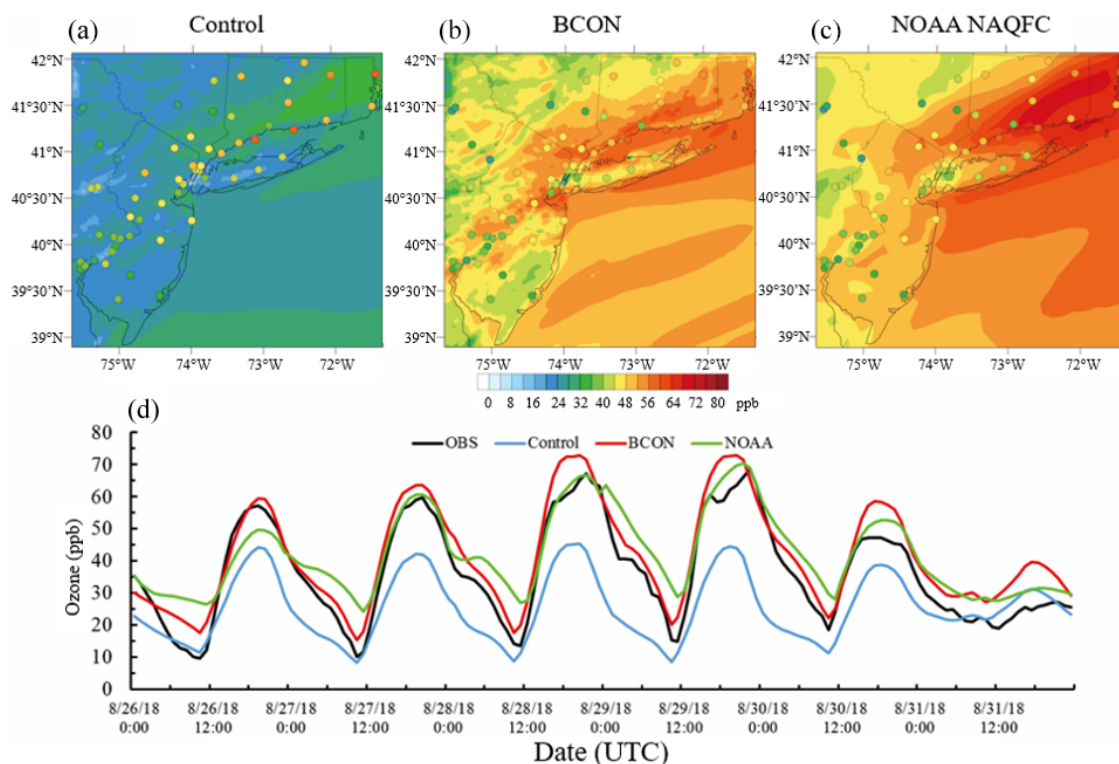 (a) Control (b) BCON (c) NOAA NAQFC
42°N 42°N 42°N
41°30'N 41°30'N 41°30'N
41°N 41°N 41°N
40°30'N 40°30'N 40°30'N
40°N 40°N 40°N
39°30'N 39°30'N 39°30'N
39°N 39°N 39°N
75°W 74°W 73°W 72°W 75°W 74°W 73°W 72°W 75°W 74°W 73°W 72°W
0 8 16 24 32 40 48 56 64 72 80 ppb
(d)
OBS Control BCON NOAA
Ozone (ppb)
80
70
60
50
40
30
20
10
0
8/26/18 8/26/18 8/27/18 8/27/18 8/28/18 8/28/18 8/29/18 8/29/18 8/30/18 8/30/18 8/31/18 8/31/18
0:00 12:00 0:00 12:00 0:00 12:00 0:00 12:00 0:00 12:00 0:00 12:00
Date (UTC)